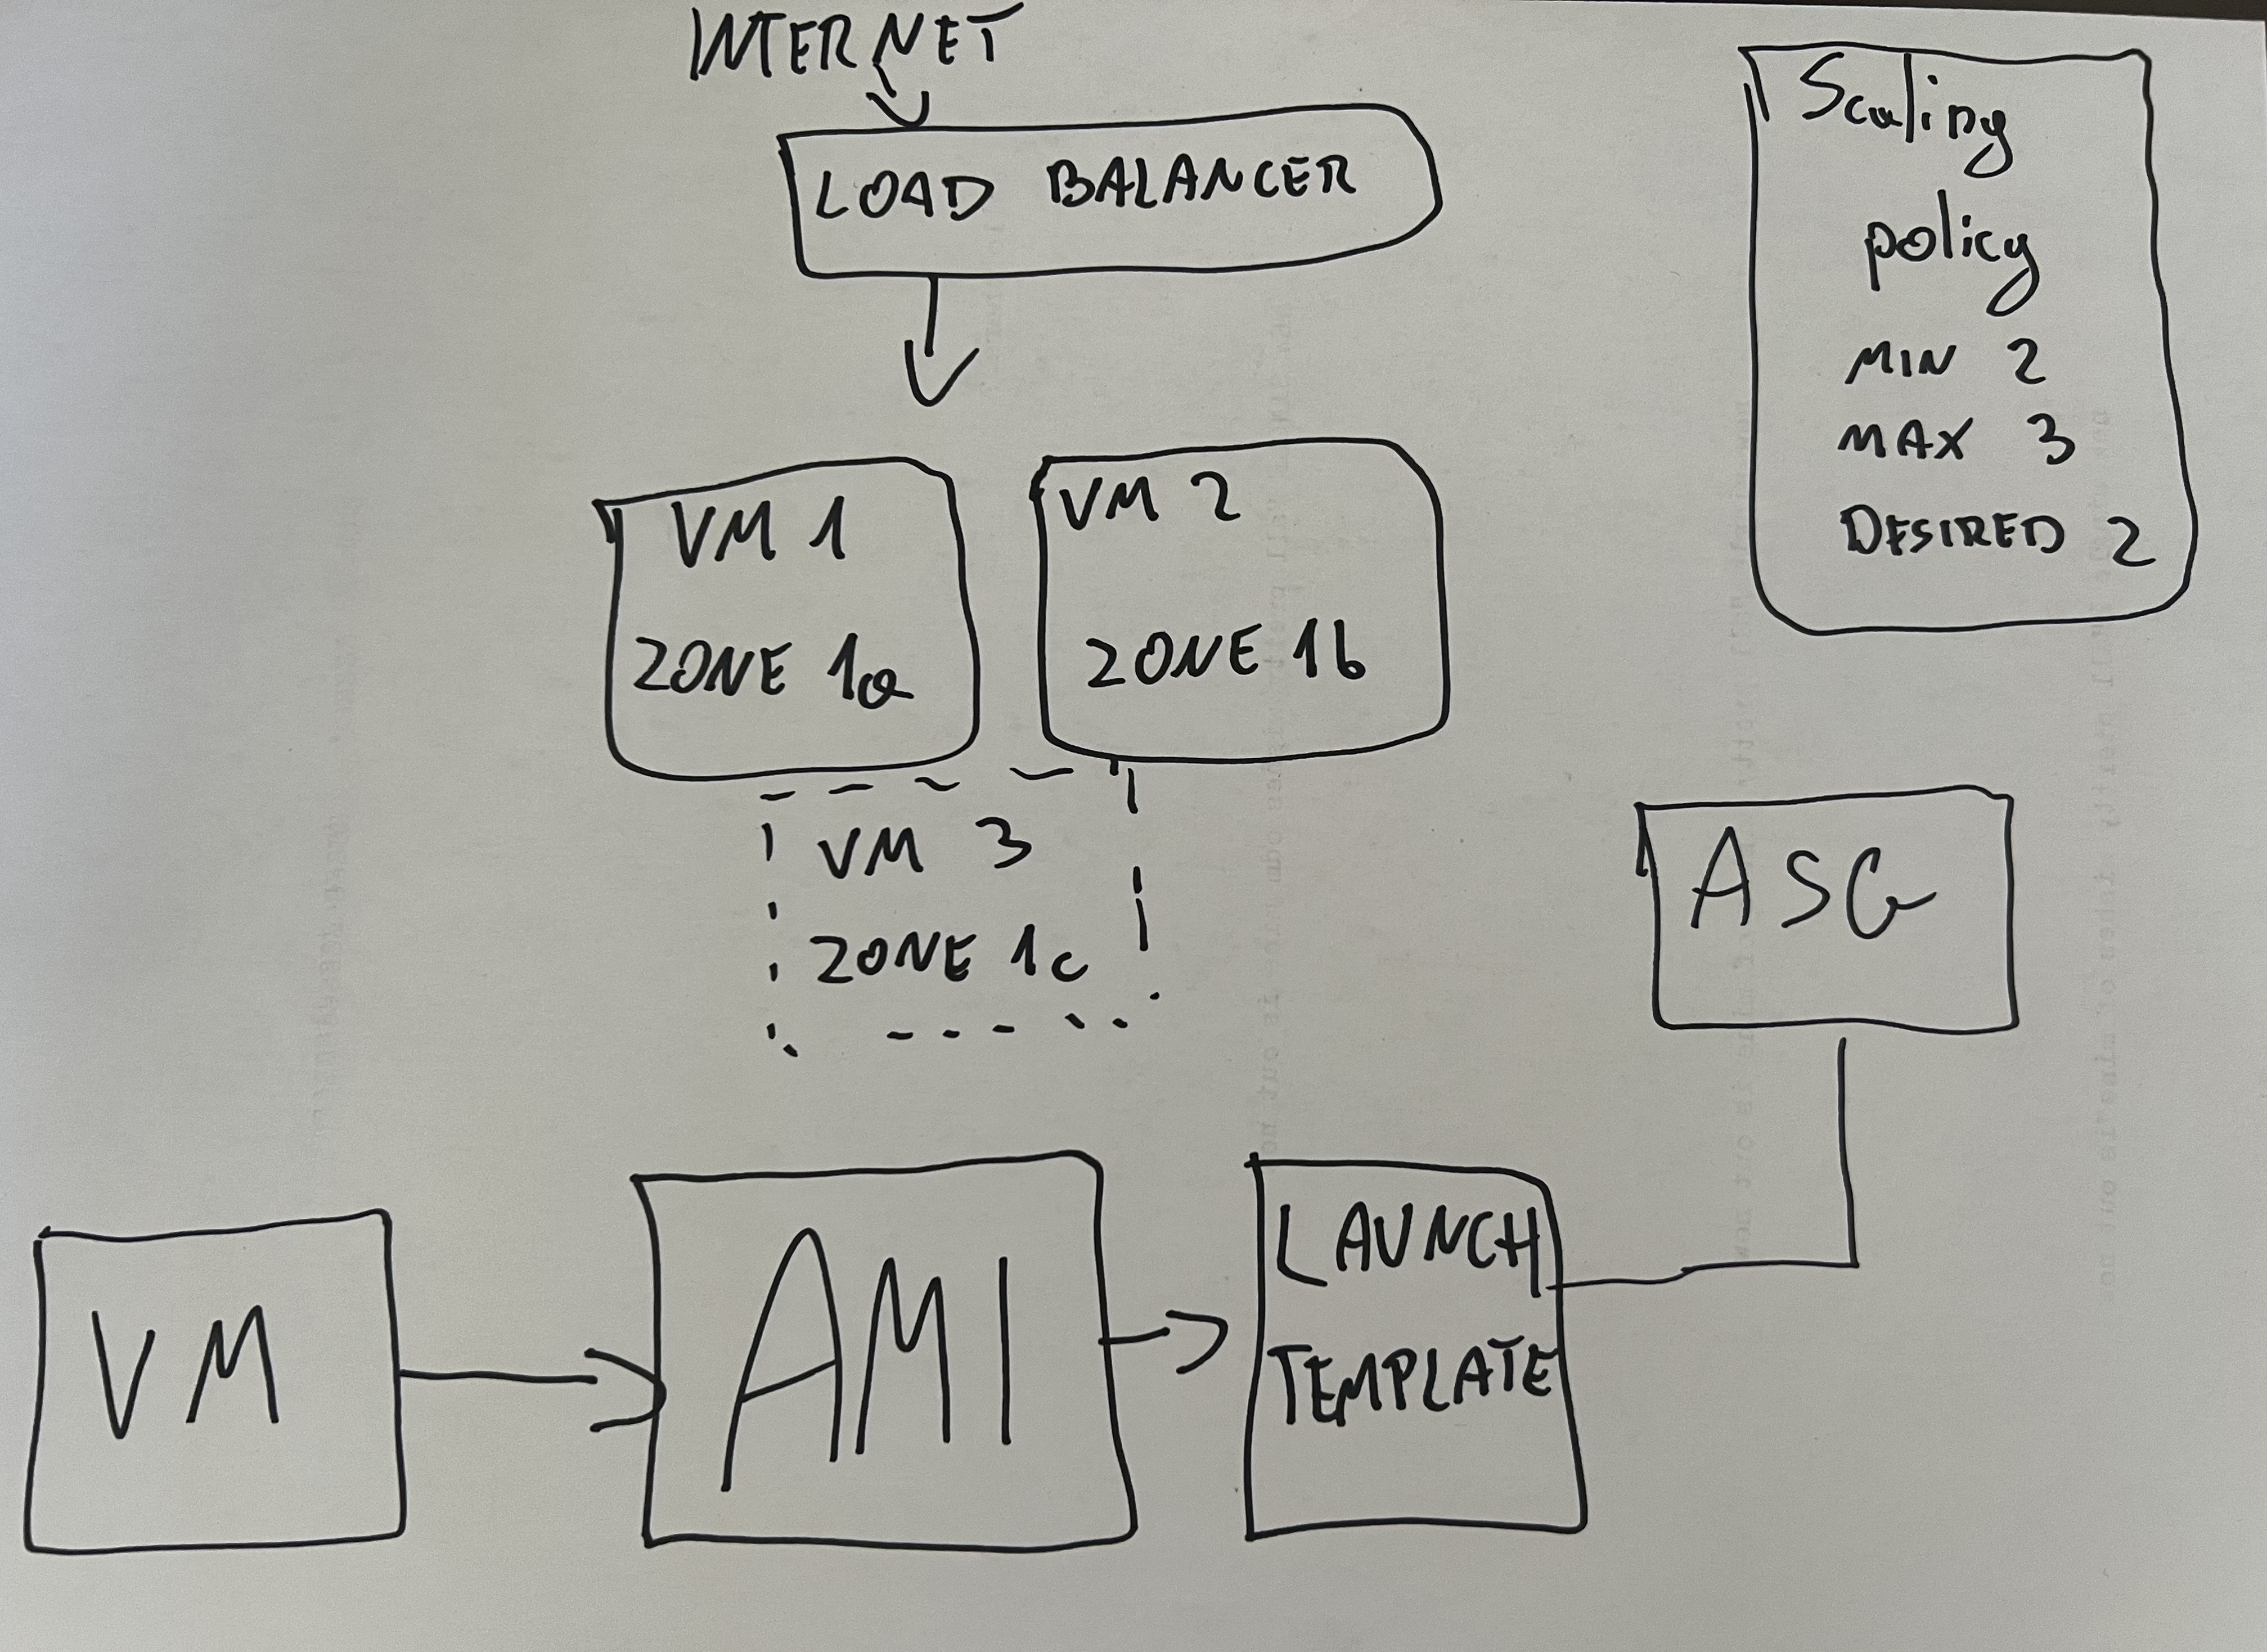 INTERNET
LOAD BALANCER
VM 1
ZONE 1a
VM 2
ZONE 1b
VM 3
ZONE 1c
Scaling
policy
MIN 2
MAX 3
DESIRED 2
ASG
VM
AMI
LAUNCH
TEMPLATE